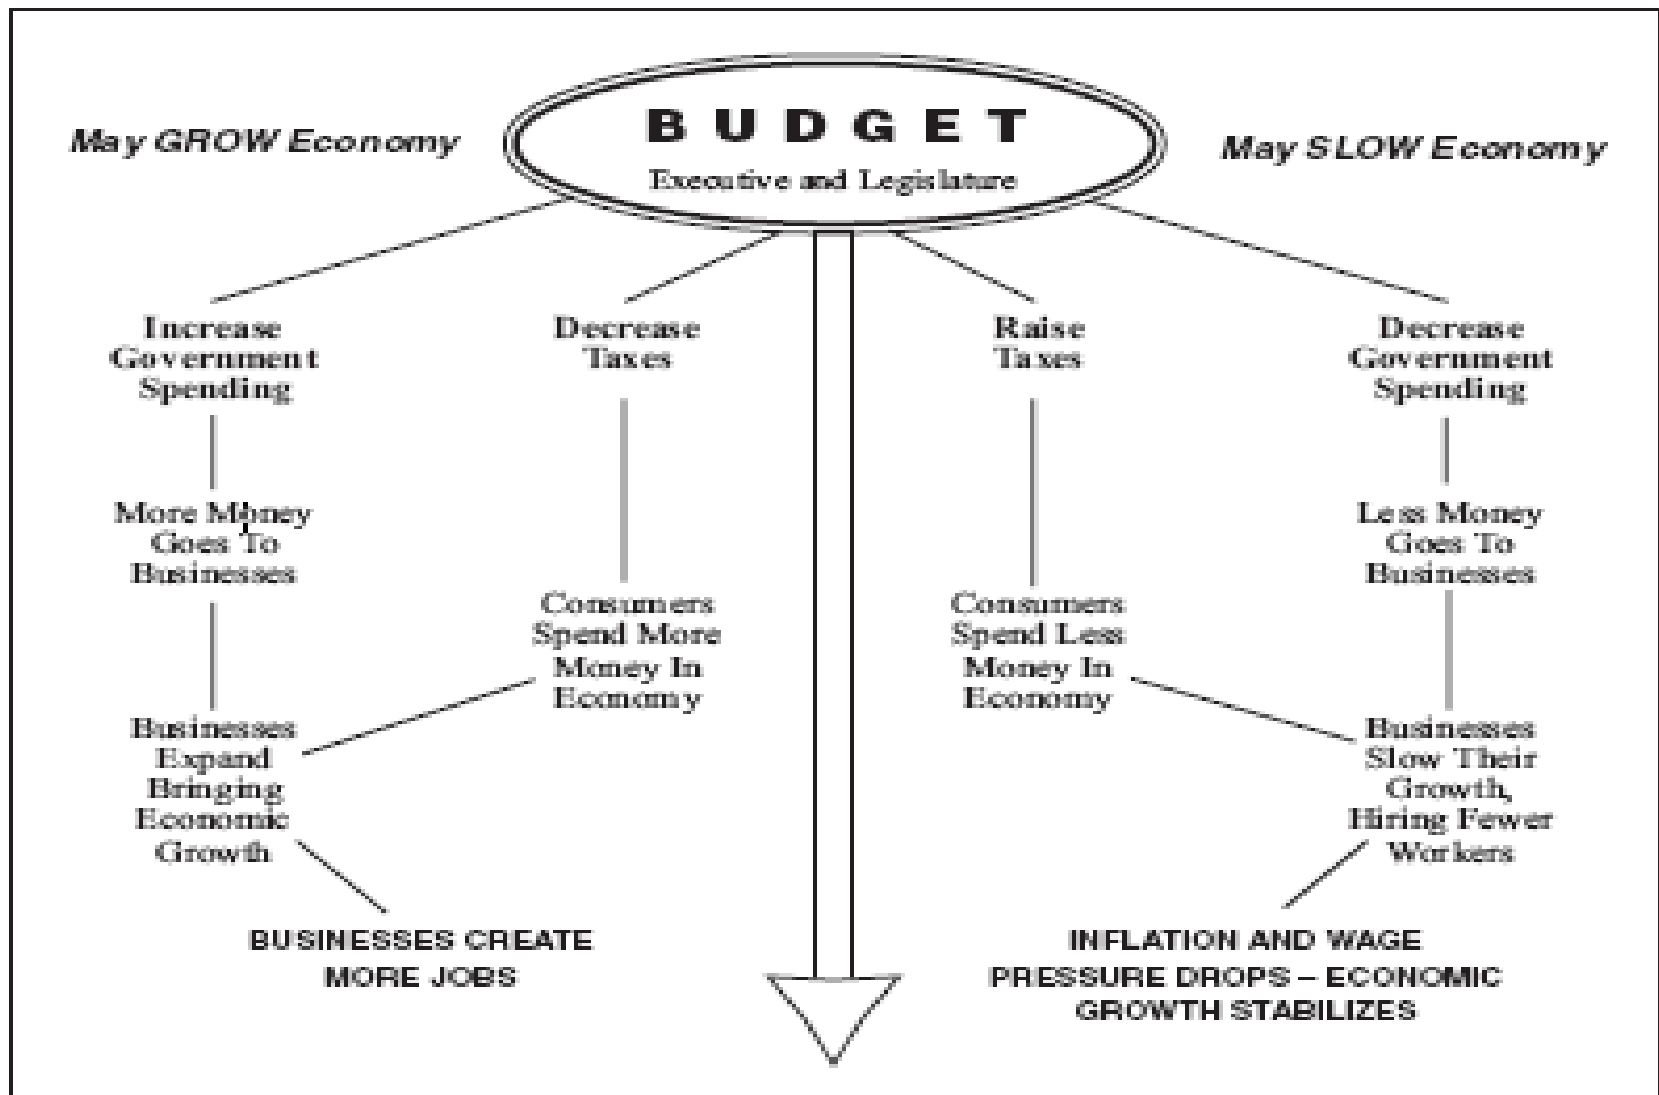 BUDGET
Executive and Legislature
May GROW Economy
May SLOW Economy
Increase
Government
Spending
More Money
Goes To
Businesses
Businesses
Expand
Bringing
Economic
Growth
Decrease
Taxes
Consumers
Spend More
Money In
Economy
BUSINESSES CREATE
MORE JOBS
Raise
Taxes
Consumers
Spend Less
Money In
Economy
Decrease
Government
Spending
Less Money
Goes To
Businesses
Businesses
Slow Their
Growth,
Hiring Fewer
Workers
INFLATION AND WAGE
PRESSURE DROPS – ECONOMIC
GROWTH STABILIZES